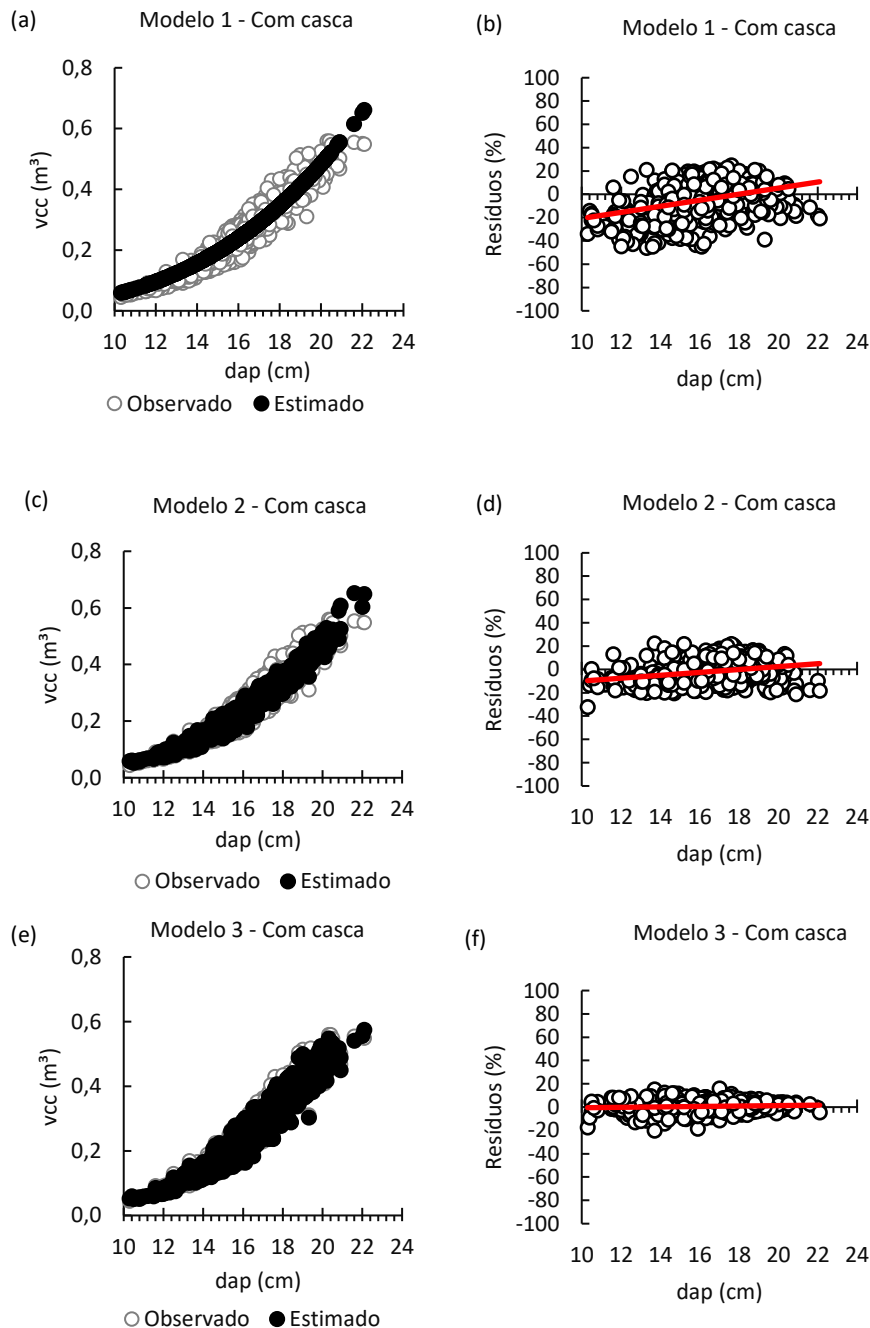 (a)
Modelo 1 - Com casca
vcc (m³)
0,8
0,6
0,4
0,2
0,0
10 12 14 16 18 20 22 24
dap (cm)
Observado Estimado
(b)
Modelo 1 - Com casca
Resíduos (%)
100
80
60
40
20
0
-20
-40
-60
-80
-100
10 12 14 16 18 20 22 24
dap (cm)
(c)
Modelo 2 - Com casca
vcc (m³)
0,8
0,6
0,4
0,2
0,0
10 12 14 16 18 20 22 24
dap (cm)
Observado Estimado
(d)
Modelo 2 - Com casca
Resíduos (%)
100
80
60
40
20
0
-20
-40
-60
-80
-100
10 12 14 16 18 20 22 24
dap (cm)
(e)
Modelo 3 - Com casca
vcc (m³)
0,8
0,6
0,4
0,2
0,0
10 12 14 16 18 20 22 24
dap (cm)
Observado Estimado
(f)
Modelo 3 - Com casca
Resíduos (%)
100
80
60
40
20
0
-20
-40
-60
-80
-100
10 12 14 16 18 20 22 24
dap (cm)